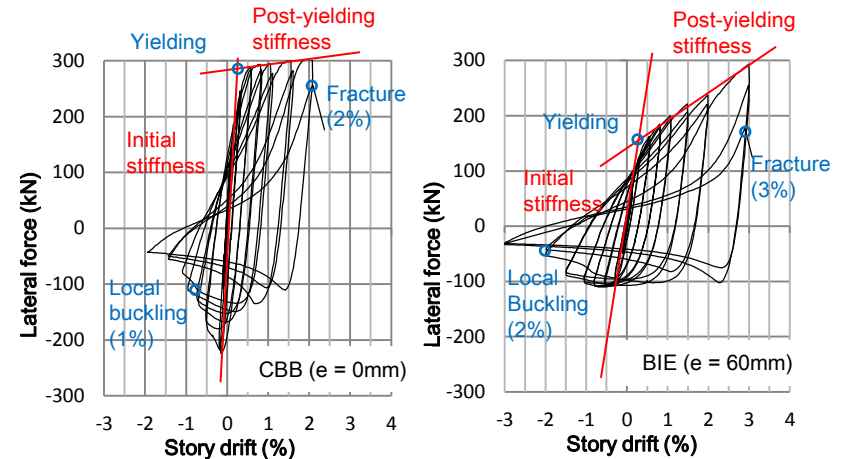 Post-yielding
stiffness
Yielding
300
200
100
0
-100
-200
-300
Initial
stiffness
Fracture
(2%)
Local
buckling
(1%)
CBB (e = 0mm)
Lateral force (kN)
-3 -2 -1 0 1 2 3 4
Story drift (%)
Post-yielding
stiffness
Yielding
300
200
100
0
-100
-200
-300
Initial
stiffness
Fracture
(3%)
Local
Buckling
(2%)
BIE (e = 60mm)
Lateral force (kN)
-3 -2 -1 0 1 2 3 4
Story drift (%)